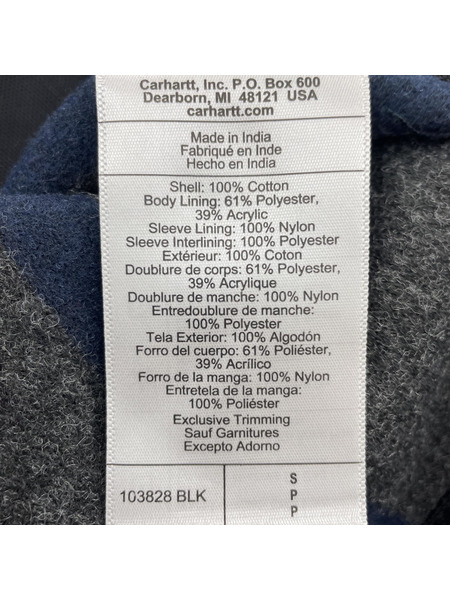 Carhartt, Inc. P.O. Box 600
Dearborn, MI 48121 USA
carhartt.com
Made in India
Fabriqué en Inde
Hecho en India
Shell: 100% Cotton
Body Lining: 61% Polyester,
39% Acrylic
Sleeve Lining: 100% Nylon
Sleeve Interlining: 100% Polyester
Extérieur: 100% Coton
Doublure de corps: 61% Polyester,
39% Acrylique
Doublure de manche: 100% Nylon
Entredoublure de manche:
100% Polyester
Tela Exterior: 100% Algodón
Forro del cuerpo: 61% Poliéster,
39% Acrílico
Forro de la manga: 100% Nylon
Entretela de la manga:
100% Poliéster
Exclusive Trimming
Sauf Garnitures
Excepto Adorno
103828 BLK
S
P
P